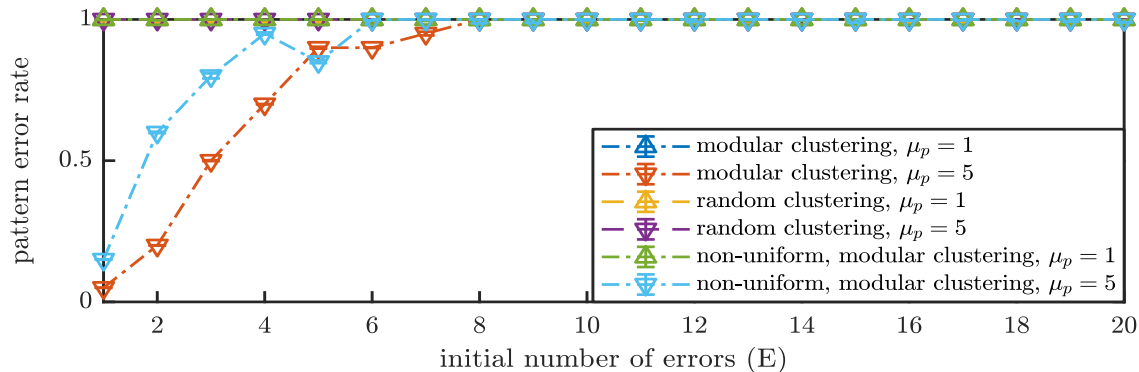 1
0.5
0
pattern error rate
2 4 6 8 10 12 14 16 18 20
initial number of errors (E)
modular clustering, μ_p = 1
modular clustering, μ_p = 5
random clustering, μ_p = 1
random clustering, μ_p = 5
non-uniform, modular clustering, μ_p = 1
non-uniform, modular clustering, μ_p = 5